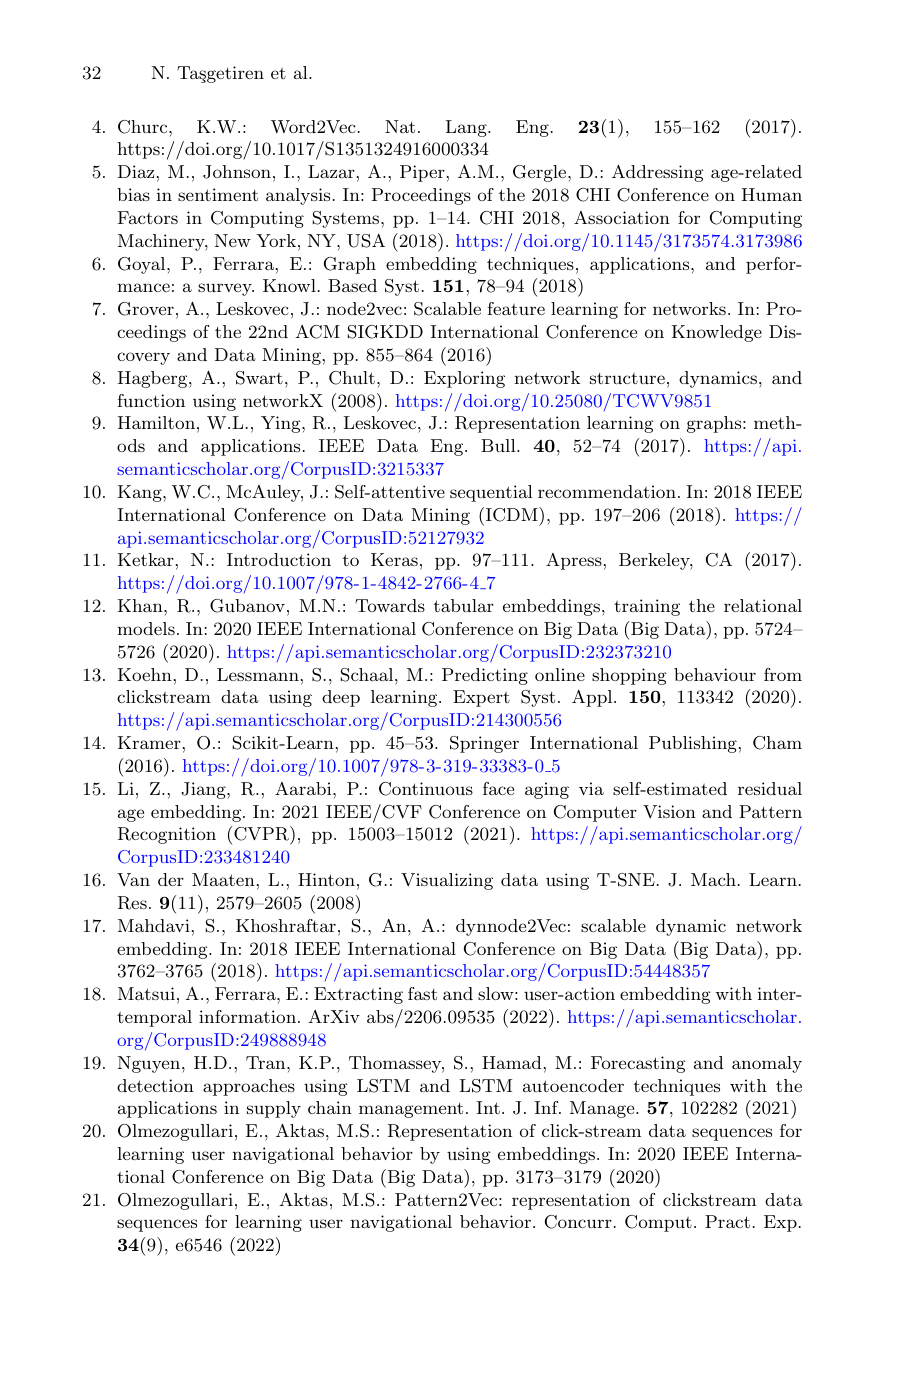 32 N. Taşgetiren et al.
4. Churc, K.W.: Word2Vec. Nat. Lang. Eng. 23(1), 155–162 (2017).
https://doi.org/10.1017/S1351324916000334
5. Diaz, M., Johnson, I., Lazar, A., Piper, A.M., Gergle, D.: Addressing age-related
bias in sentiment analysis. In: Proceedings of the 2018 CHI Conference on Human
Factors in Computing Systems, pp. 1–14. CHI 2018, Association for Computing
Machinery, New York, NY, USA (2018). https://doi.org/10.1145/3173574.3173986
6. Goyal, P., Ferrara, E.: Graph embedding techniques, applications, and perfor-
mance: a survey. Knowl. Based Syst. 151, 78–94 (2018)
7. Grover, A., Leskovec, J.: node2vec: Scalable feature learning for networks. In: Pro-
ceedings of the 22nd ACM SIGKDD International Conference on Knowledge Dis-
covery and Data Mining, pp. 855–864 (2016)
8. Hagberg, A., Swart, P., Chult, D.: Exploring network structure, dynamics, and
function using networkX (2008). https://doi.org/10.25080/TCWV9851
9. Hamilton, W.L., Ying, R., Leskovec, J.: Representation learning on graphs: meth-
ods and applications. IEEE Data Eng. Bull. 40, 52–74 (2017). https://api.
semanticscholar.org/CorpusID:3215337
10. Kang, W.C., McAuley, J.: Self-attentive sequential recommendation. In: 2018 IEEE
International Conference on Data Mining (ICDM), pp. 197–206 (2018). https://
api.semanticscholar.org/CorpusID:52127932
11. Ketkar, N.: Introduction to Keras, pp. 97–111. Apress, Berkeley, CA (2017).
https://doi.org/10.1007/978-1-4842-2766-4_7
12. Khan, R., Gubanov, M.N.: Towards tabular embeddings, training the relational
models. In: 2020 IEEE International Conference on Big Data (Big Data), pp. 5724–
5726 (2020). https://api.semanticscholar.org/CorpusID:232373210
13. Koehn, D., Lessmann, S., Schaal, M.: Predicting online shopping behaviour from
clickstream data using deep learning. Expert Syst. Appl. 150, 113342 (2020).
https://api.semanticscholar.org/CorpusID:214300556
14. Kramer, O.: Scikit-Learn, pp. 45–53. Springer International Publishing, Cham
(2016). https://doi.org/10.1007/978-3-319-33383-0_5
15. Li, Z., Jiang, R., Aarabi, P.: Continuous face aging via self-estimated residual
age embedding. In: 2021 IEEE/CVF Conference on Computer Vision and Pattern
Recognition (CVPR), pp. 15003–15012 (2021). https://api.semanticscholar.org/
CorpusID:233481240
16. Van der Maaten, L., Hinton, G.: Visualizing data using T-SNE. J. Mach. Learn.
Res. 9(11), 2579–2605 (2008)
17. Mahdavi, S., Khoshraftar, S., An, A.: dynnode2Vec: scalable dynamic network
embedding. In: 2018 IEEE International Conference on Big Data (Big Data), pp.
3762–3765 (2018). https://api.semanticscholar.org/CorpusID:54448357
18. Matsui, A., Ferrara, E.: Extracting fast and slow: user-action embedding with inter-
temporal information. ArXiv abs/2206.09535 (2022). https://api.semanticscholar.
org/CorpusID:249888948
19. Nguyen, H.D., Tran, K.P., Thomassey, S., Hamad, M.: Forecasting and anomaly
detection approaches using LSTM and LSTM autoencoder techniques with the
applications in supply chain management. Int. J. Inf. Manage. 57, 102282 (2021)
20. Olmezogullari, E., Aktas, M.S.: Representation of click-stream data sequences for
learning user navigational behavior by using embeddings. In: 2020 IEEE Interna-
tional Conference on Big Data (Big Data), pp. 3173–3179 (2020)
21. Olmezogullari, E., Aktas, M.S.: Pattern2Vec: representation of clickstream data
sequences for learning user navigational behavior. Concurr. Comput. Pract. Exp.
34(9), e6546 (2022)